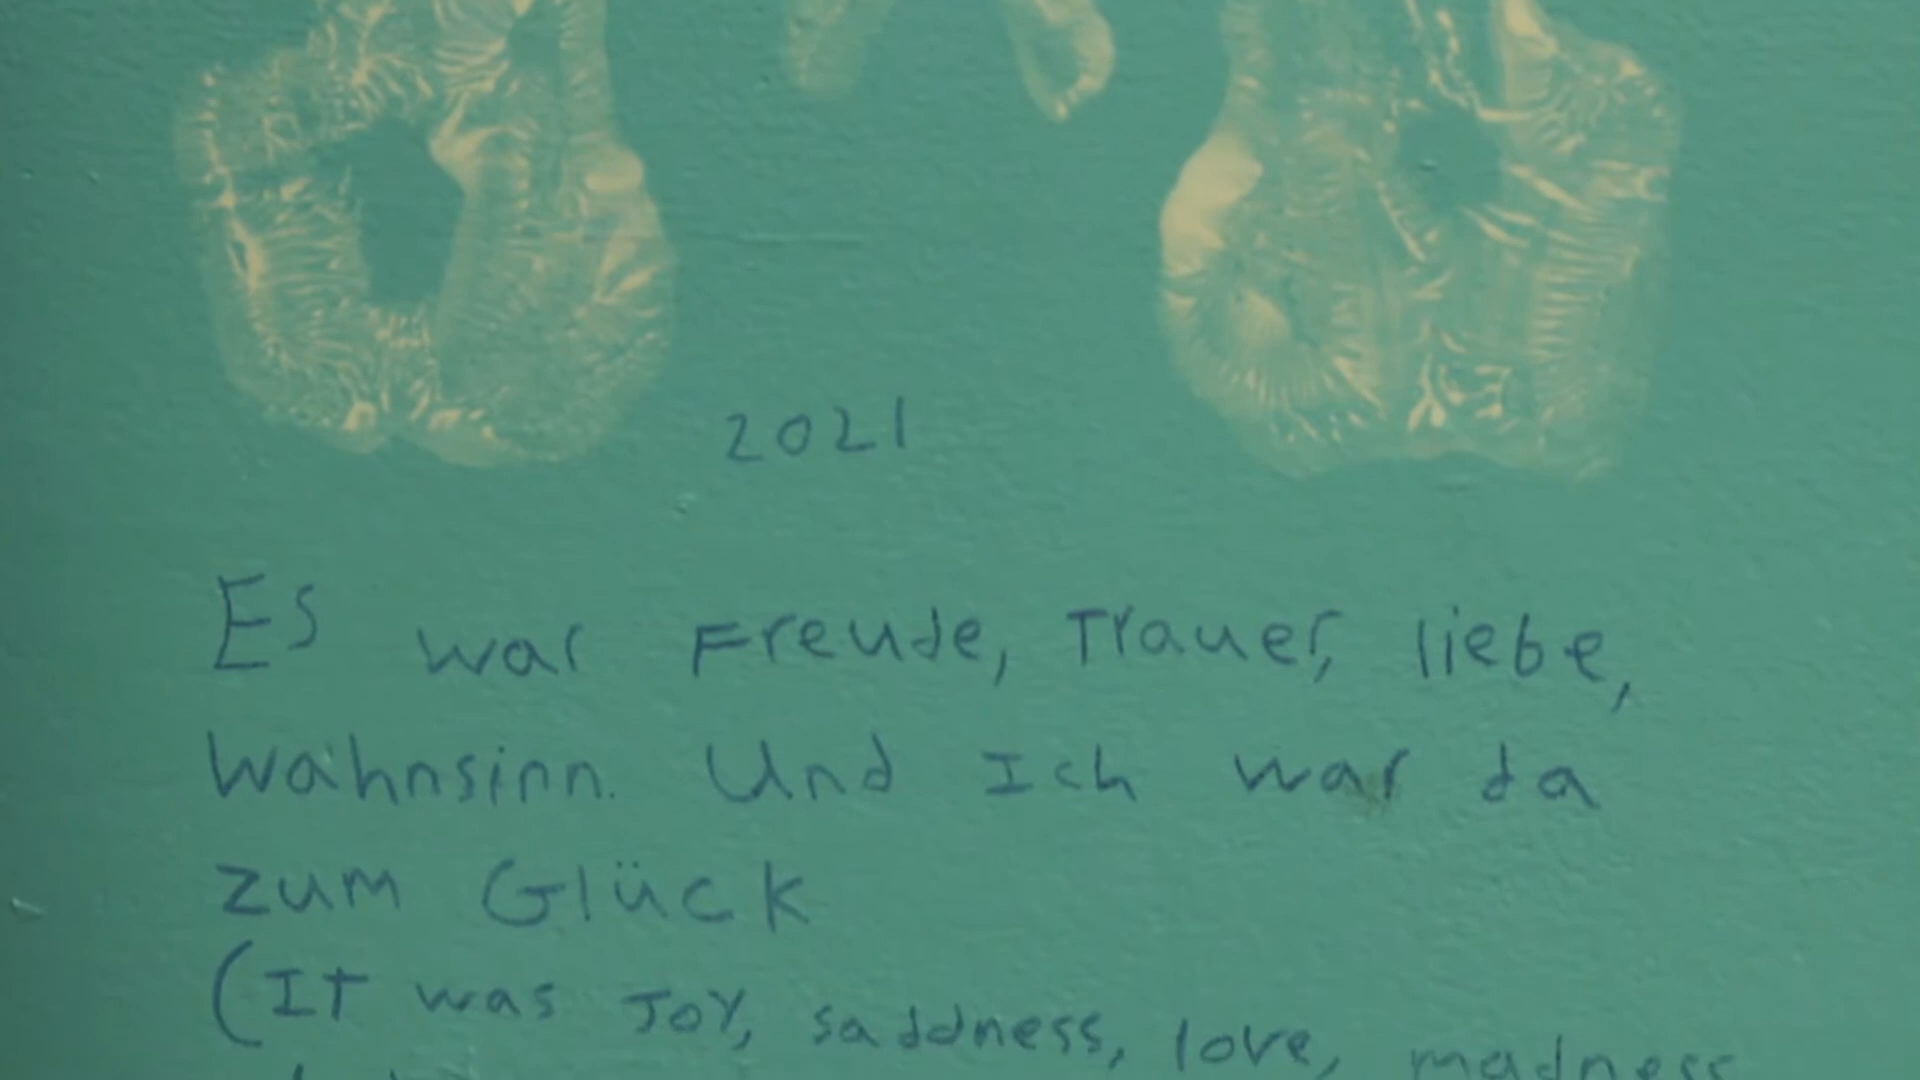 2021
Es war Freude, Trauer, liebe,
Wahnsinn. Und Ich war da
zum Glück
(It was Joy, saddness, love, madness